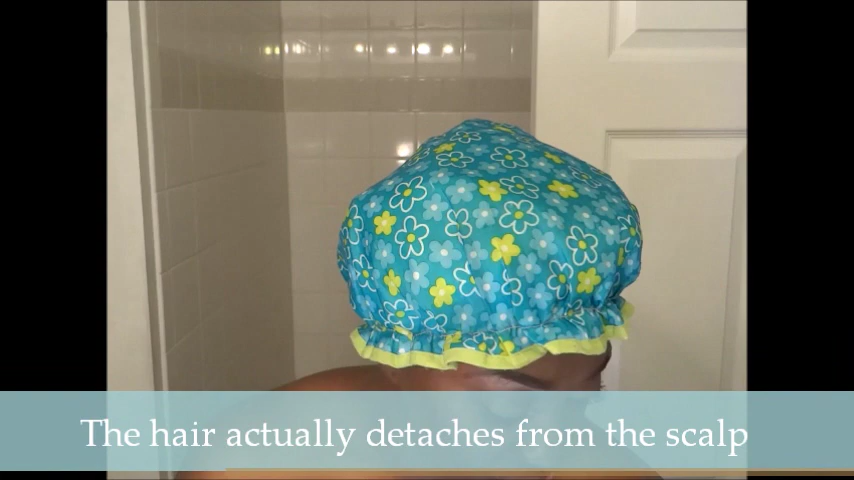 The hair actually detaches from the scalp